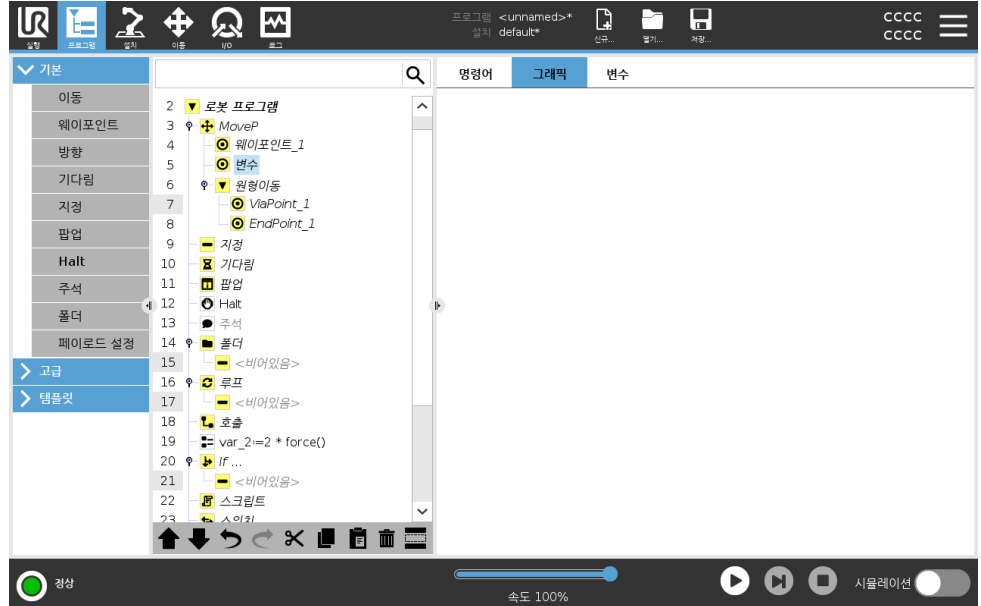 UR
실행 프로그램 설치 이동 I/O 로그
프로그램 <unnamed>*
설치 default*
신규... 열기... 저장...
CCCC
CCCC
기본
이동
웨이포인트
방향
기다림
지정
팝업
Halt
주석
폴더
페이로드 설정
고급
템플릿
2 로봇 프로그램
3 MoveP
4 웨이포인트_1
5 변수
6 원형이동
7 ViaPoint_1
8 EndPoint_1
9 지정
10 기다림
11 팝업
12 Halt
13 주석
14 폴더
15 <비어있음>
16 루프
17 <비어있음>
18 호출
19 var_2:=2 * force()
20 If ...
21 <비어있음>
22 스크립트
23 스위치
명령어 그래픽 변수
정상
속도 100%
시뮬레이션